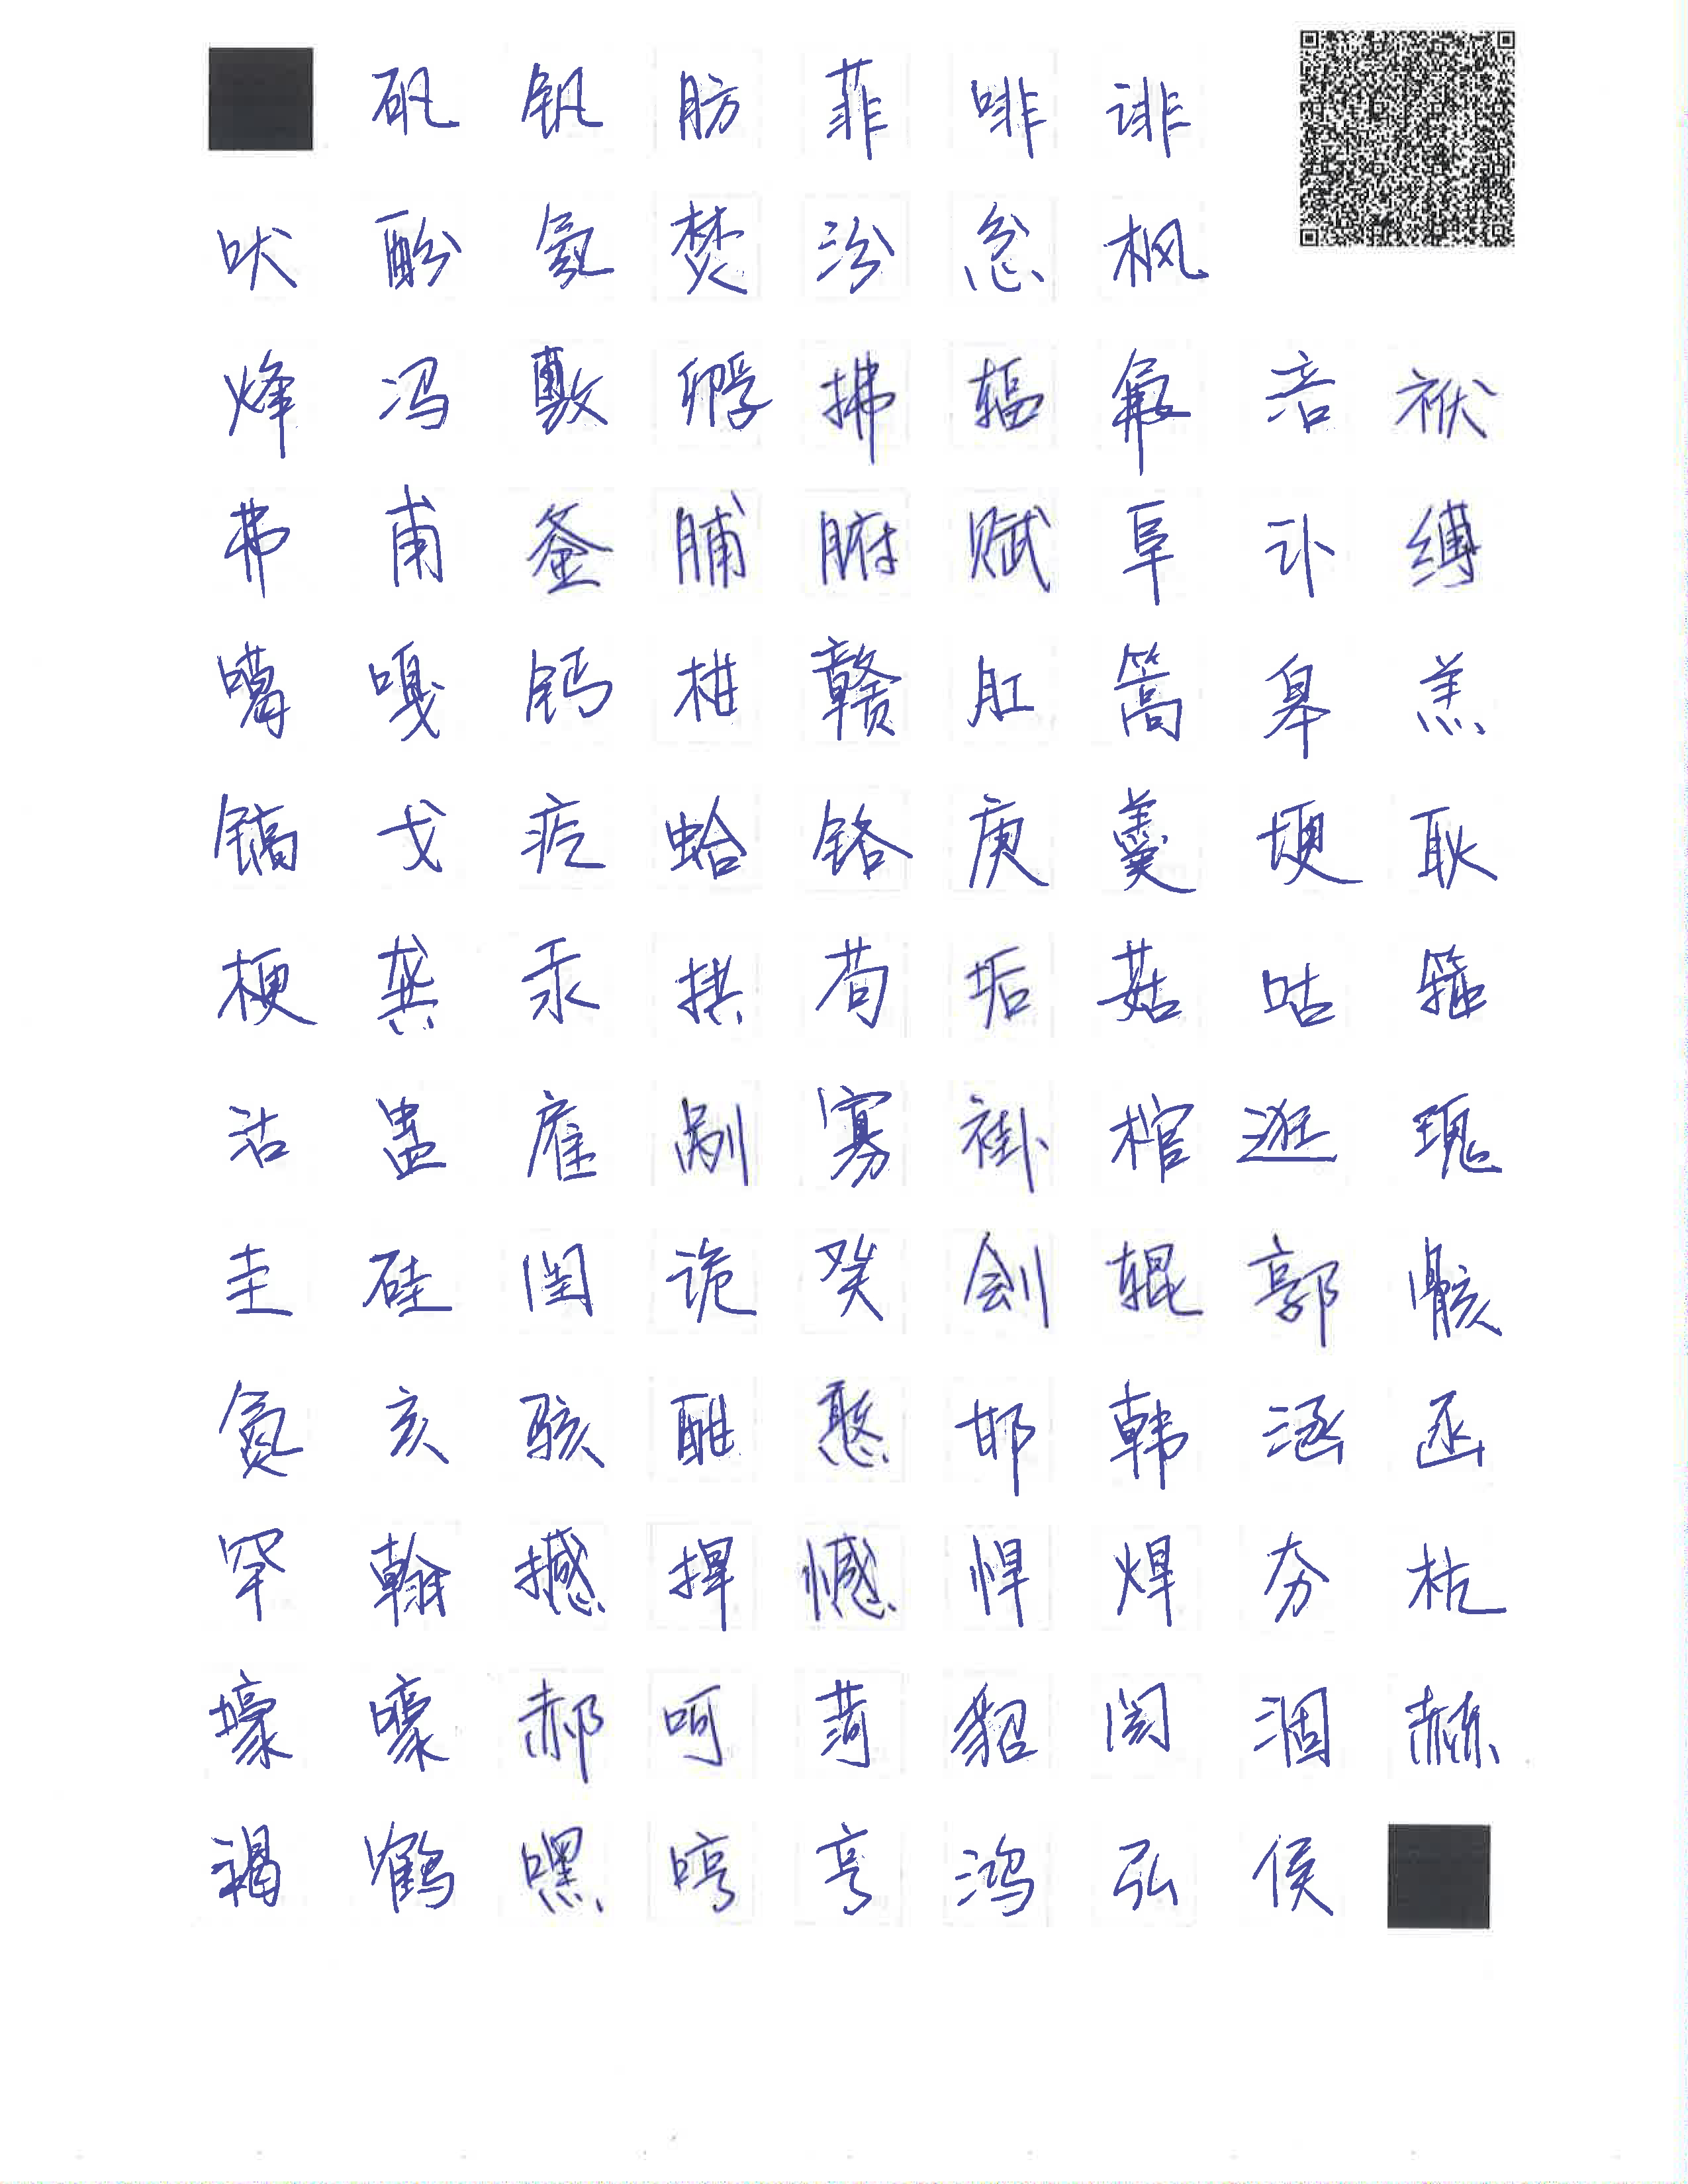 矾 钒 肪 菲 啡 诽
吠 酚 氛 焚 汾 忿 枫
烽 冯 敷 孵 拂 辐 氟 涪 袱
弗 甫 釜 脯 腑 赋 阜 讣 缚
噶 嘎 钙 柑 赣 肛 篙 皋 羔
镐 戈 疙 蛤 铬 庚 羹 埂 耿
梗 龚 汞 拱 苟 垢 菇 咕 箍
沽 蛊 雇 剐 寡 褂 棺 逛 瑰
圭 硅 闺 诡 癸 刽 辊 郭 骸
氦 亥 骇 酣 憨 邯 韩 涵 函
罕 翰 撼 捍 憾 悍 焊 夯 杭
壕 嚎 郝 呵 菏 貂 阂 涸 赫
褐 鹤 嘿 哼 亨 鸿 弘 侯